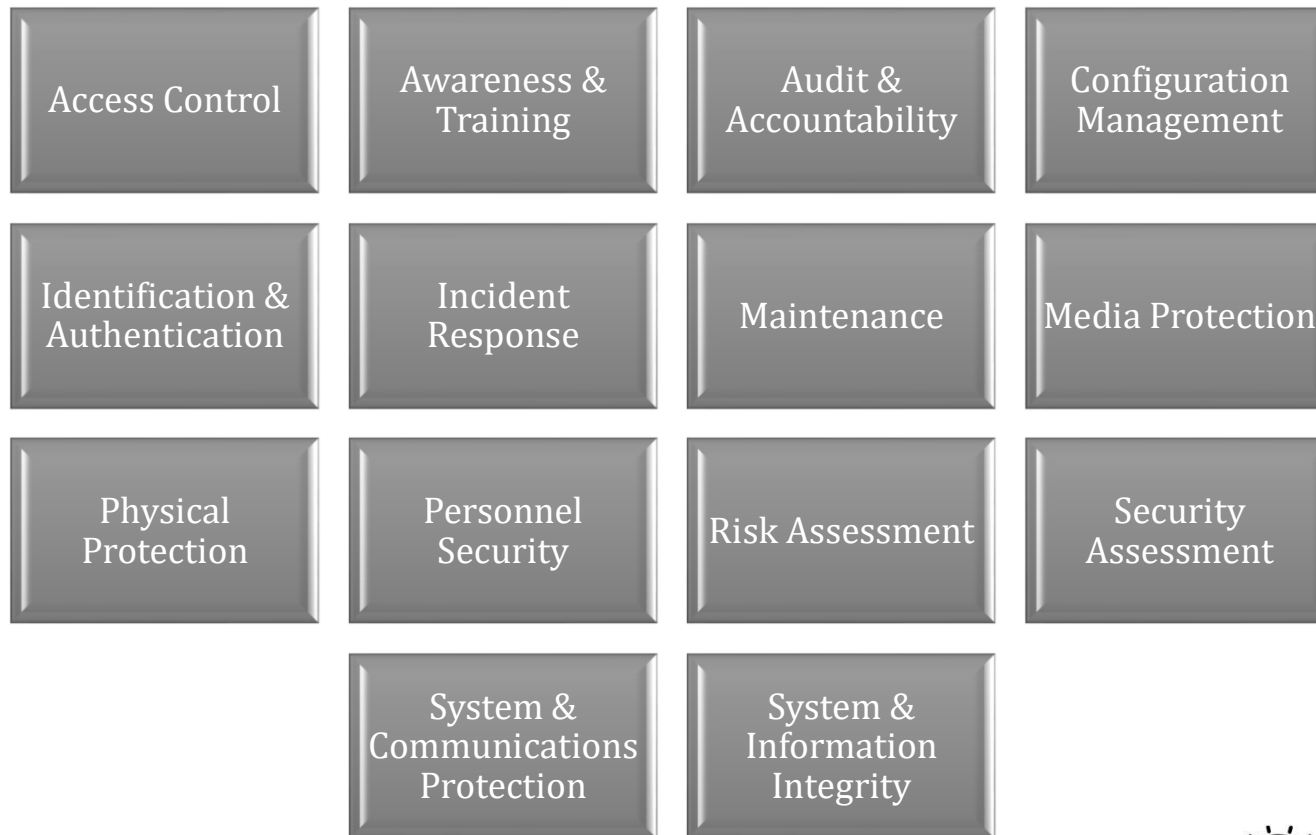 Access Control
Awareness &
Training
Audit &
Accountability
Configuration
Management
Identification &
Authentication
Incident
Response
Maintenance
Media Protection
Physical
Protection
Personnel
Security
Risk Assessment
Security
Assessment
System &
Communications
Protection
System &
Information
Integrity